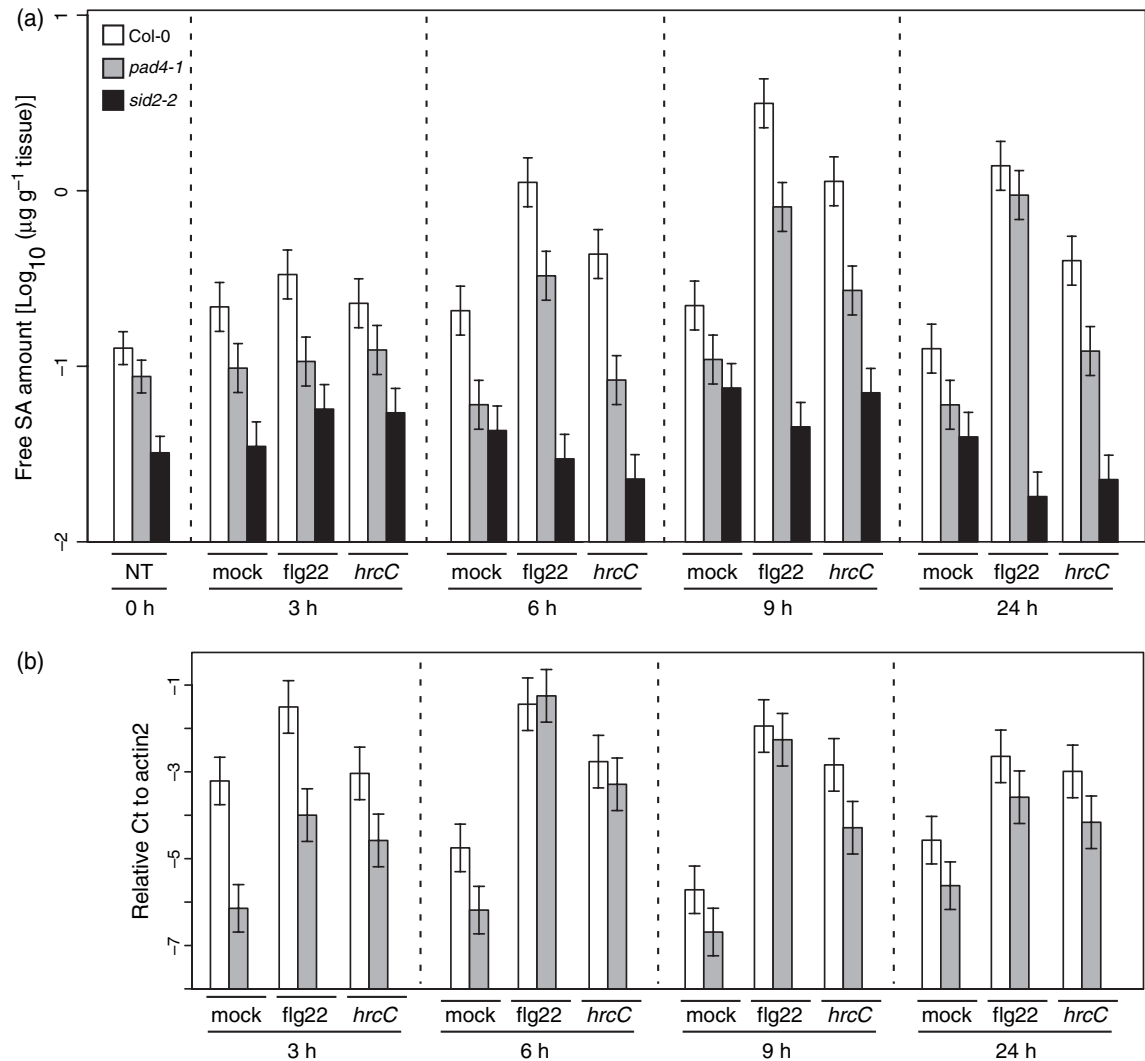 (a)
Free SA amount [Log10 (µg g−1 tissue)]
1
0
−1
−2
Col-0
pad4-1
sid2-2
NT mock flg22 hrcC mock flg22 hrcC mock flg22 hrcC mock flg22 hrcC
0 h 3 h 6 h 9 h 24 h
(b)
Relative Ct to actin2
−1
−3
−5
−7
mock flg22 hrcC mock flg22 hrcC mock flg22 hrcC mock flg22 hrcC
3 h 6 h 9 h 24 h